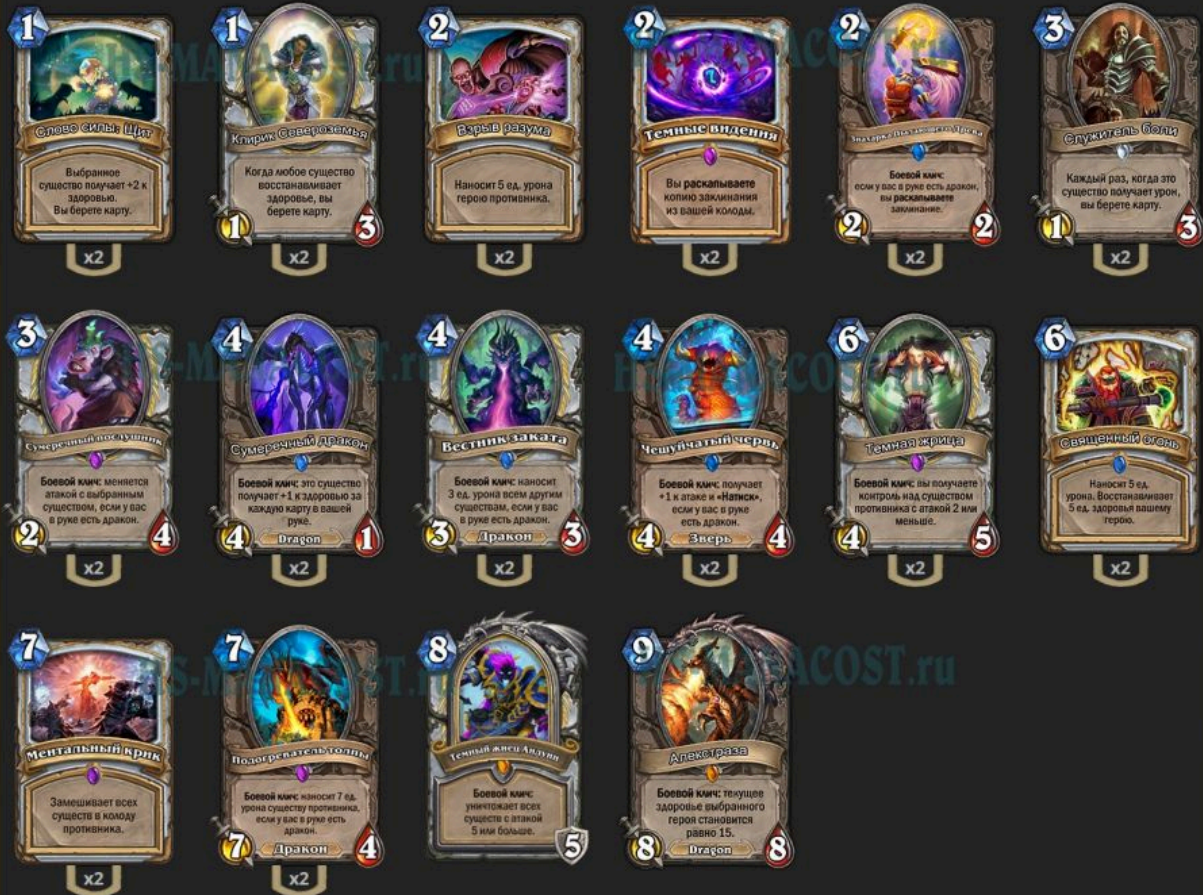 1
Слово силы: Щит
Выбранное
существо получает +2 к
здоровью.
Вы берете карту.
x2
1
Клирик Североземья
Когда любое существо
восстанавливает
здоровье, вы
берете карту.
1
3
x2
2
Взрыв разума
Наносит 5 ед. урона
герою противника.
x2
2
Темные видения
Вы раскапываете
копию заклинания
из вашей колоды.
x2
2
Боевой клич:
если у вас в руке есть дракон,
вы раскапываете
заклинание.
2
2
x2
3
Служитель боли
Каждый раз, когда это
существо получает урон,
вы берете карту.
1
3
x2
3
Сумеречный послушник
Боевой клич: меняется
атакой с выбранным
существом, если у вас
в руке есть дракон.
2
4
x2
4
Сумеречный дракон
Боевой клич: это существо
получает +1 к здоровью за
каждую карту в вашей
руке.
4
Dragon
1
x2
4
Вестник заката
Боевой клич: наносит
3 ед. урона всем другим
существам, если у вас
в руке есть дракон.
3
Дракон
3
x2
4
Чешуйчатый червь
Боевой клич: получает
+1 к атаке и «Натиск»,
если у вас в руке
есть дракон.
4
Зверь
4
x2
6
Темная жрица
Боевой клич: вы получаете
контроль над существом
противника с атакой 2 или
меньше.
4
5
x2
6
Священный огонь
Наносит 5 ед.
урона. Восстанавливает
5 ед. здоровья вашему
герою.
x2
7
Ментальный крик
Замешивает всех
существ в колоду
противника.
x2
7
Подогреватель толпы
Боевой клич: наносит 7 ед.
урона существу противника,
если у вас в руке есть
дракон.
7
Дракон
4
x2
8
Темный жнец Андуин
Боевой клич:
уничтожает всех
существ с атакой
5 или больше.
5
9
Алекстраза
Боевой клич: текущее
здоровье выбранного
героя становится
равно 15.
8
Dragon
8